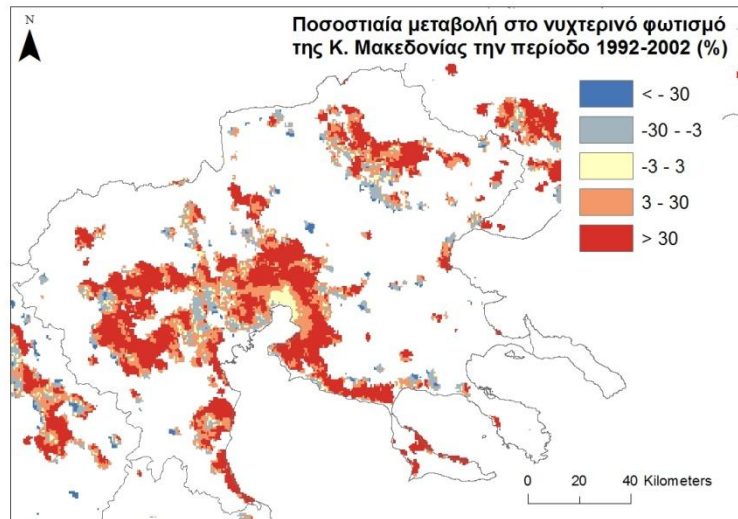 N
Ποσοστιαία μεταβολή στο νυχτερινό φωτισμό
της Κ. Μακεδονίας την περίοδο 1992-2002 (%)
< - 30
-30 - -3
-3 - 3
3 - 30
> 30
0 20 40 Kilometers